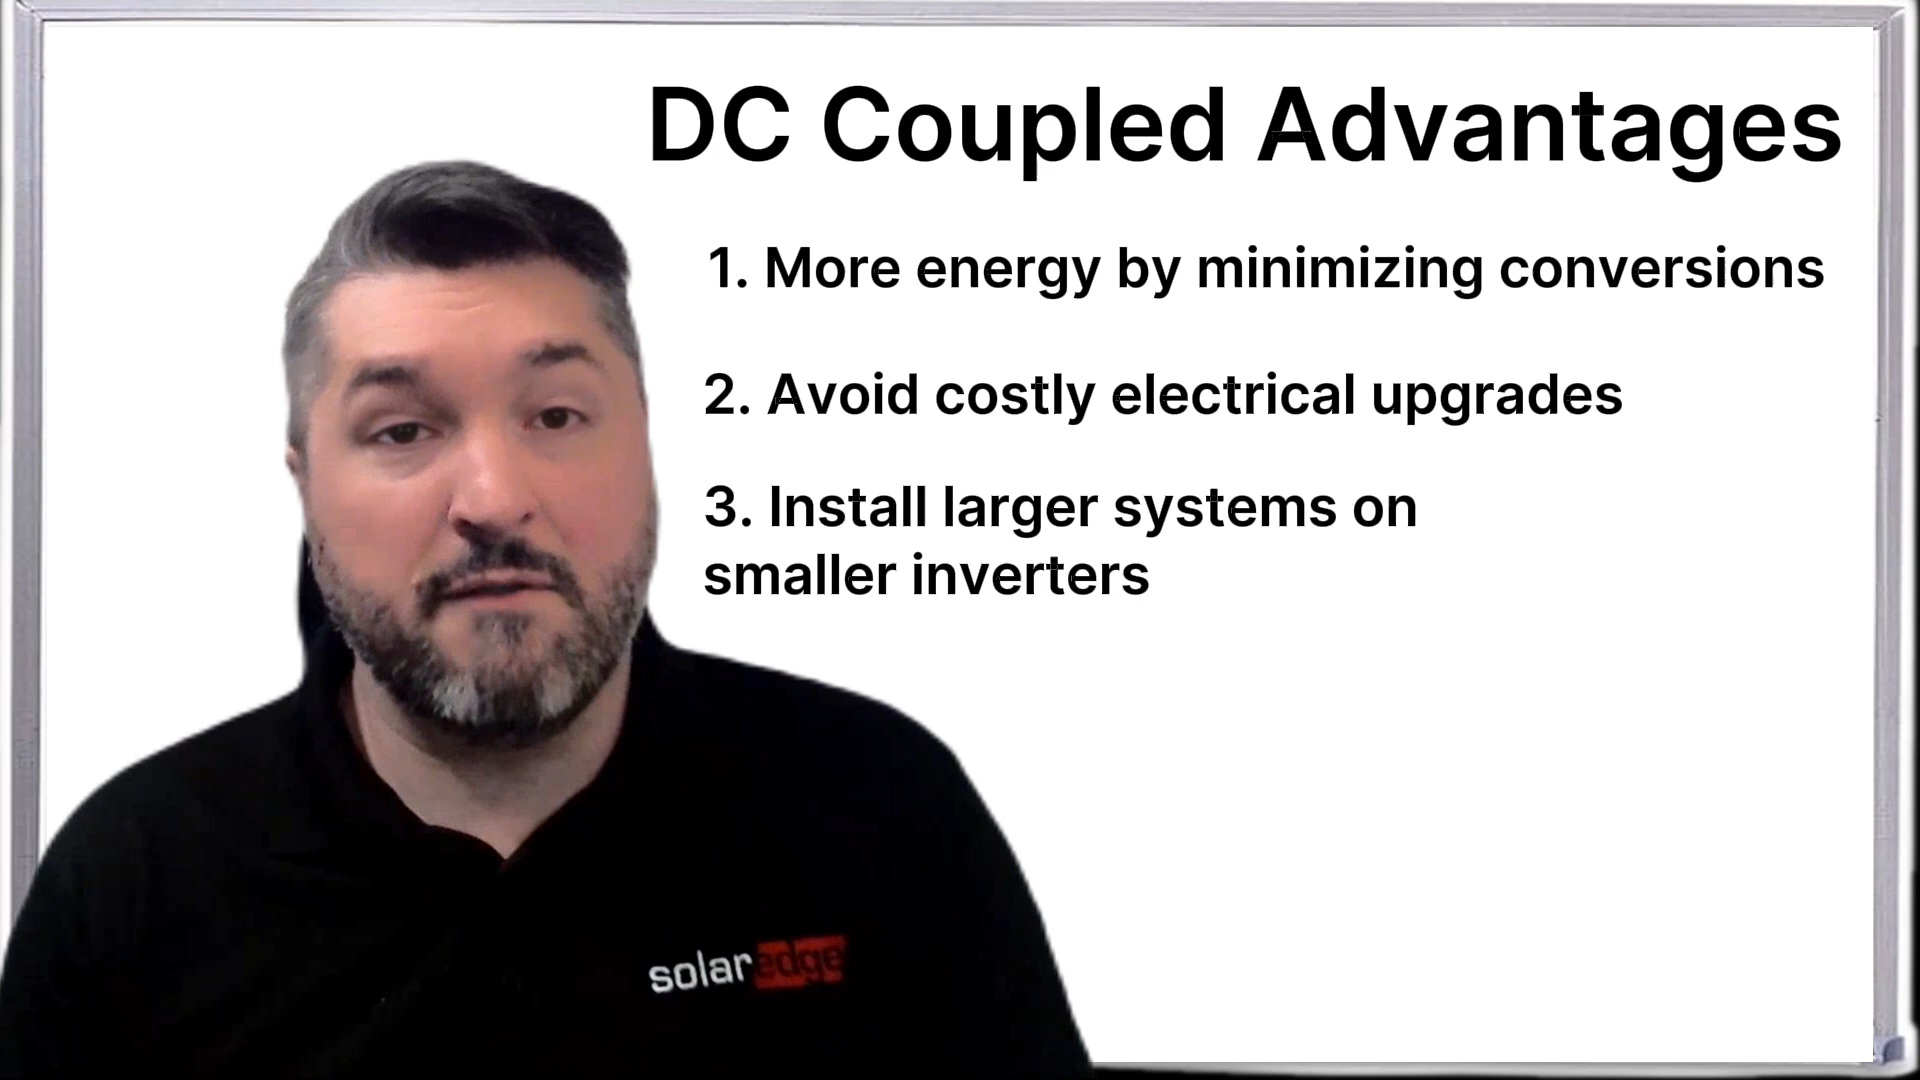 DC Coupled Advantages
1. More energy by minimizing conversions
2. Avoid costly electrical upgrades
3. Install larger systems on
smaller inverters
solaredge